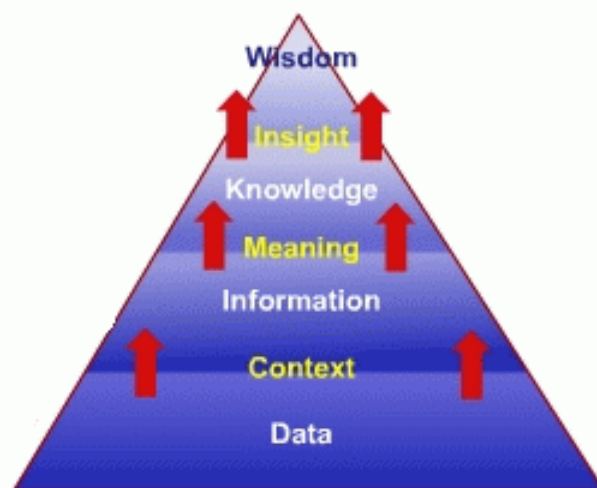 Wisdom
Insight
Knowledge
Meaning
Information
Context
Data